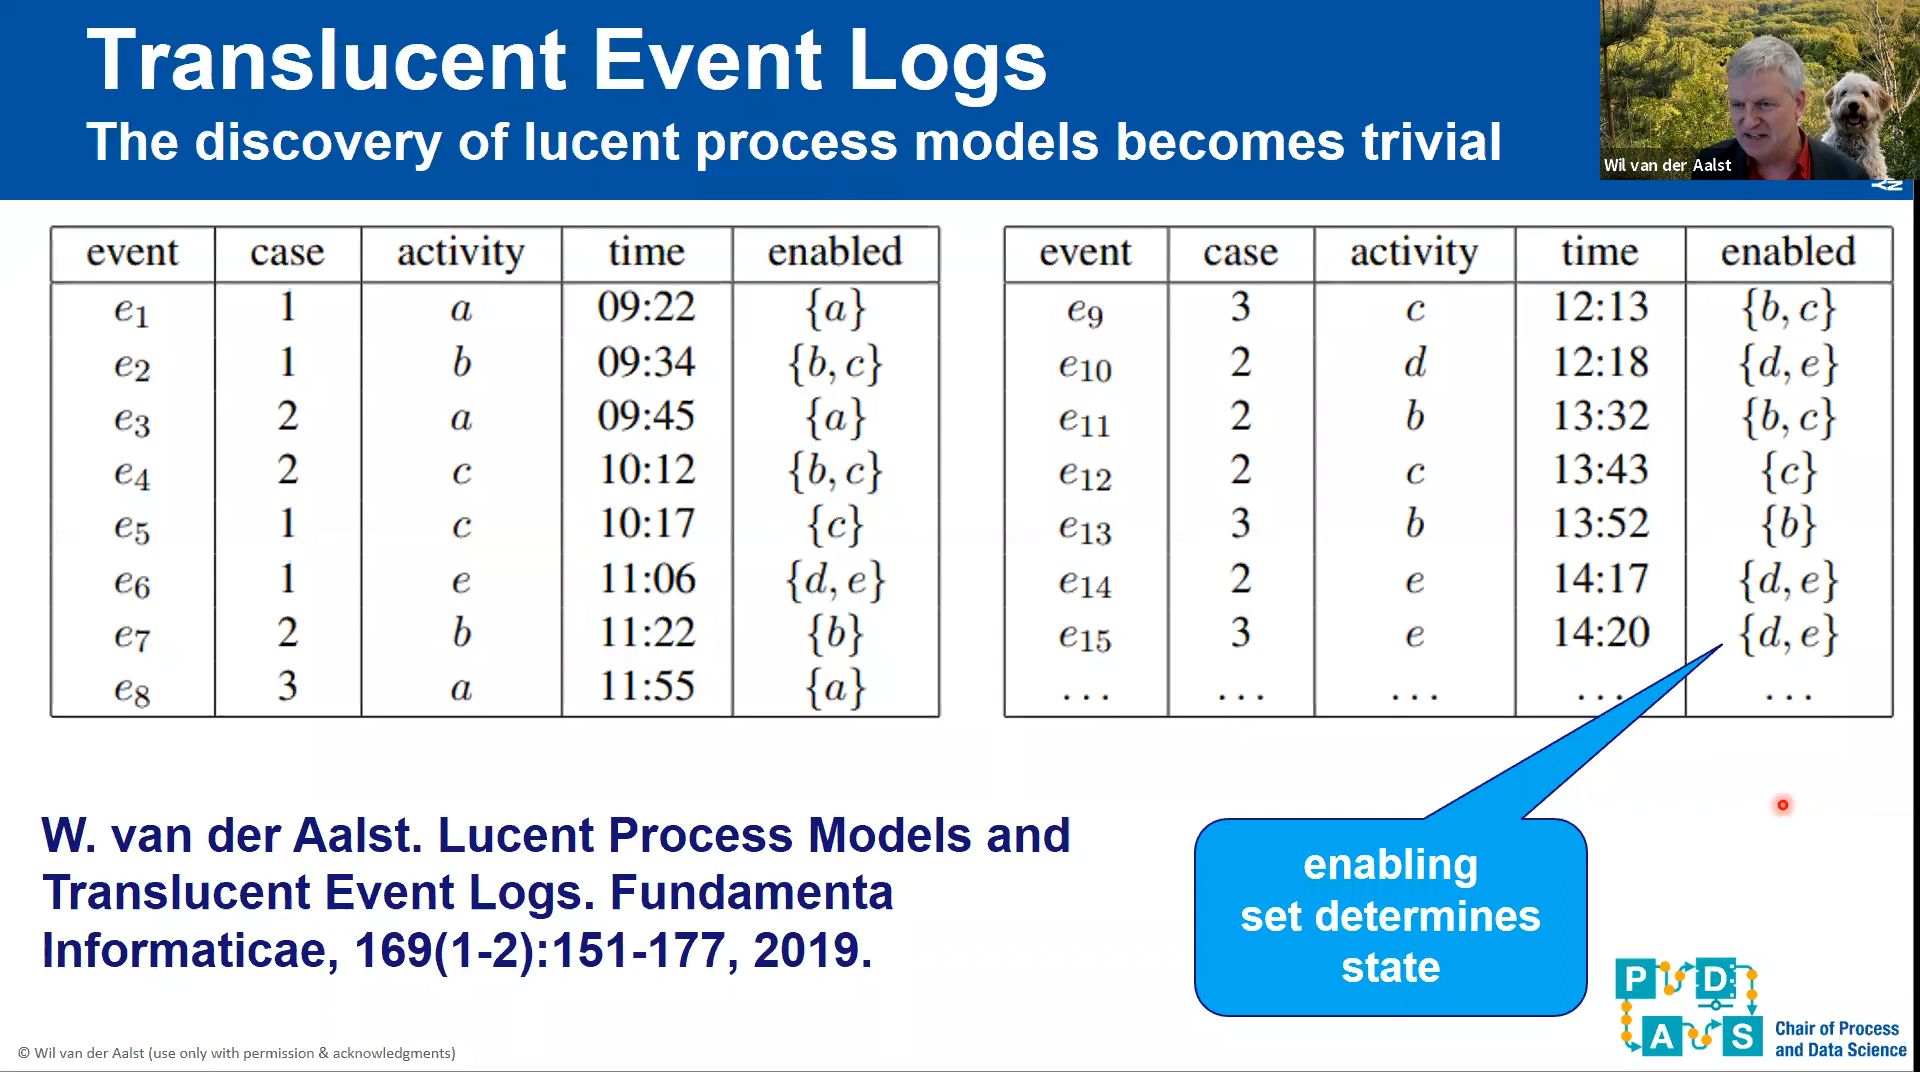 Translucent Event Logs
The discovery of lucent process models becomes trivial
Wil van der Aalst
event case activity time enabled
e1 1 a 09:22 {a}
e2 1 b 09:34 {b, c}
e3 2 a 09:45 {a}
e4 2 c 10:12 {b, c}
e5 1 c 10:17 {c}
e6 1 e 11:06 {d, e}
e7 2 b 11:22 {b}
e8 3 a 11:55 {a}
event case activity time enabled
e9 3 c 12:13 {b, c}
e10 2 d 12:18 {d, e}
e11 2 b 13:32 {b, c}
e12 2 c 13:43 {c}
e13 3 b 13:52 {b}
e14 2 e 14:17 {d, e}
e15 3 e 14:20 {d, e}
... ... ... ... ...
W. van der Aalst. Lucent Process Models and
Translucent Event Logs. Fundamenta
Informaticae, 169(1-2):151-177, 2019.
enabling
set determines
state
P D
A S
Chair of Process
and Data Science
© Wil van der Aalst (use only with permission & acknowledgments)